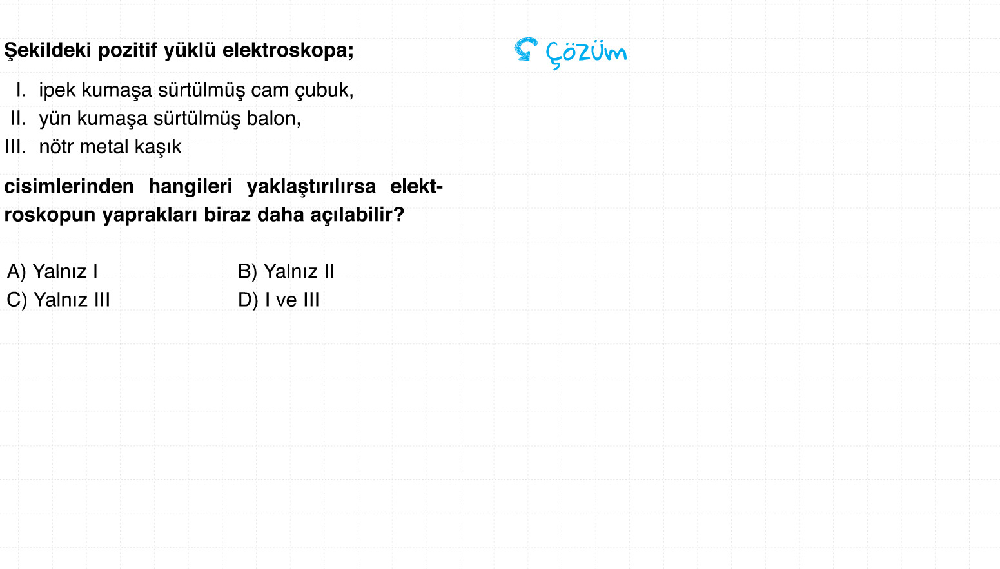 Şekildeki pozitif yüklü elektroskopa;
I. ipek kumaşa sürtülmüş cam çubuk,
II. yün kumaşa sürtülmüş balon,
III. nötr metal kaşık
cisimlerinden hangileri yaklaştırılırsa elekt-
roskopun yaprakları biraz daha açılabilir?
A) Yalnız I B) Yalnız II
C) Yalnız III D) I ve III
Çözüm